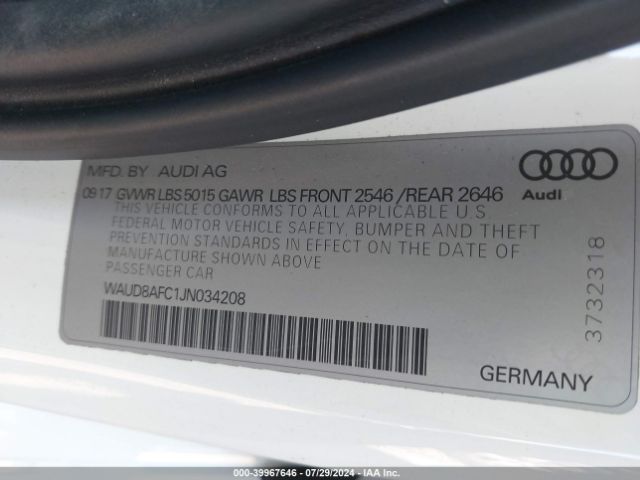 MFD. BY AUDI AG
09 17 GVWR LBS 5015 GAWR LBS FRONT 2546 /REAR 2646
THIS VEHICLE CONFORMS TO ALL APPLICABLE U.S.
FEDERAL MOTOR VEHICLE SAFETY, BUMPER AND THEFT
PREVENTION STANDARDS IN EFFECT ON THE DATE OF
MANUFACTURE SHOWN ABOVE
PASSENGER CAR
WAUD8AFC1JN034208
Audi
3732318
GERMANY
000-39967646 / 07/29/2024 - IAA Auctions